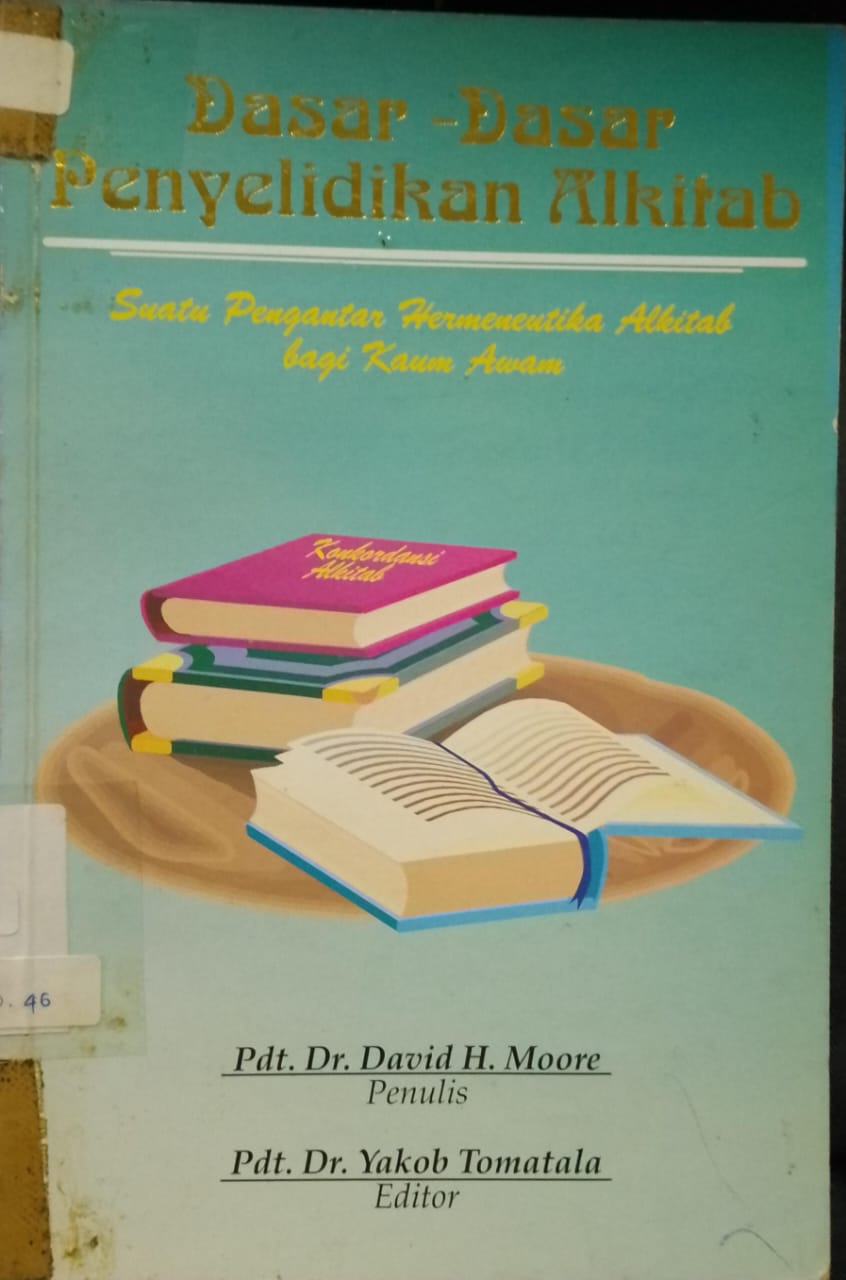 Dasar -Dasar
Penyelidikan Alkitab
Suatu Pengantar Hermeneutika Alkitab
bagi Kaum Awam
Konkordansi
Alkitab
. 46
Pdt. Dr. David H. Moore
Penulis
Pdt. Dr. Yakob Tomatala
Editor